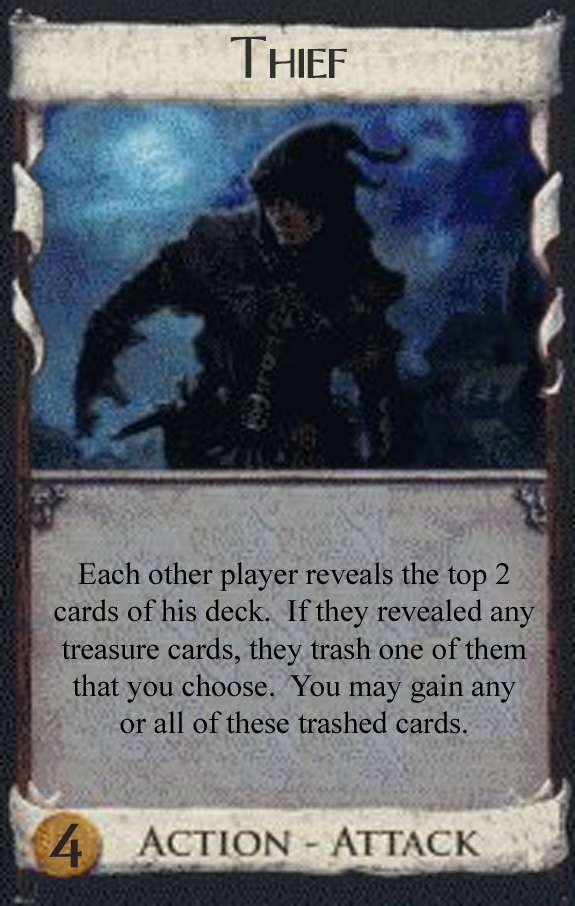 Thief
Each other player reveals the top 2
cards of his deck.  If they revealed any
treasure cards, they trash one of them
that you choose.  You may gain any
or all of these trashed cards.
4
Action - Attack